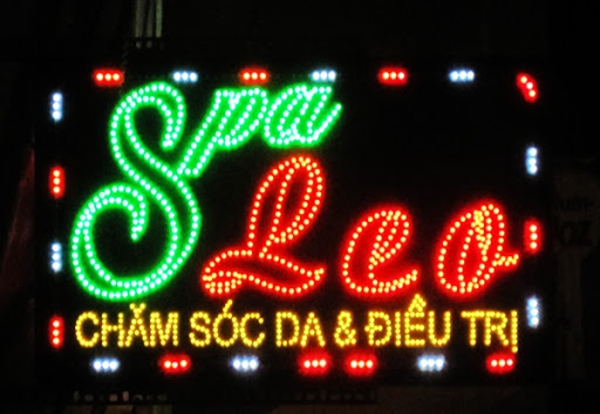 Spa
Leo
CHĂM SÓC DA & ĐIỀU TRỊ